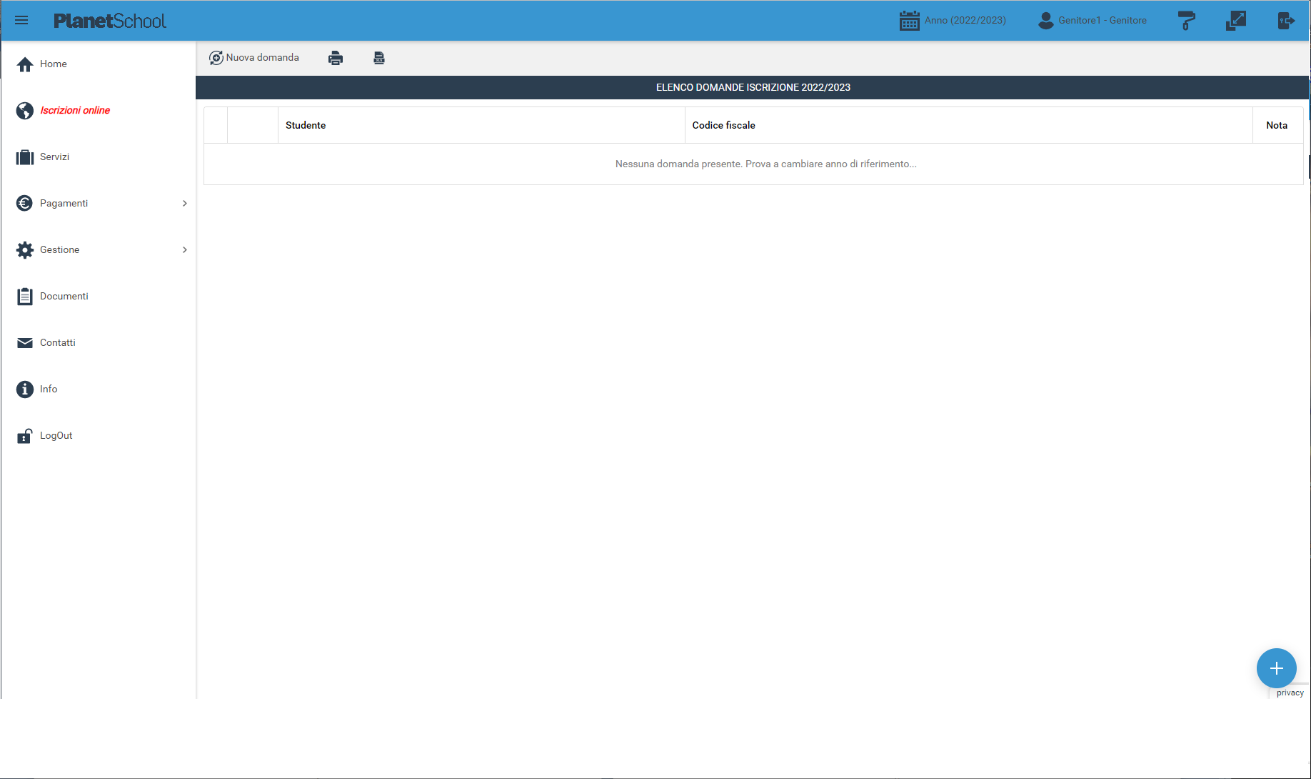 PlanetSchool
Anno (2022/2023)
Genitore1 - Genitore
Home
Iscrizioni online
Servizi
Pagamenti
Gestione
Documenti
Contatti
Info
LogOut
Nuova domanda
ELENCO DOMANDE ISCRIZIONE 2022/2023
Studente Codice fiscale Nota
Nessuna domanda presente. Prova a cambiare anno di riferimento...
privacy